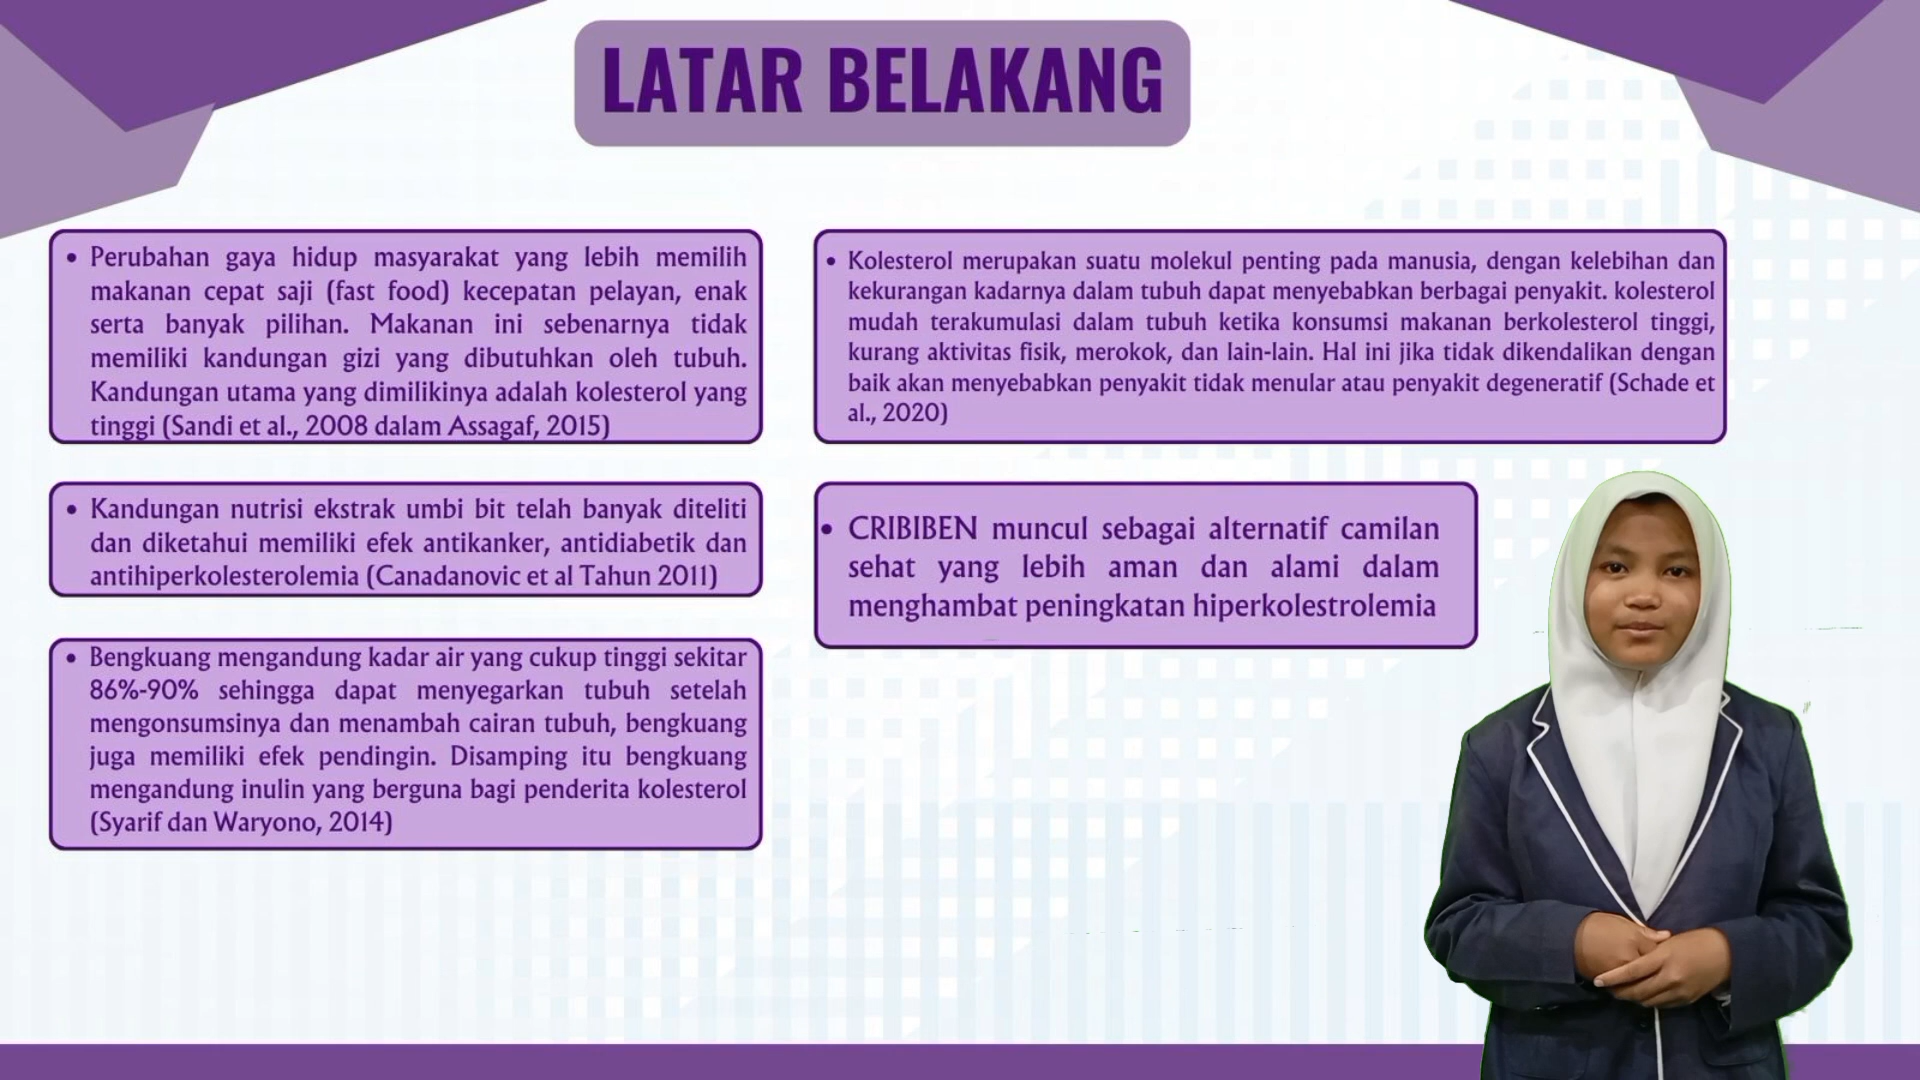 LATAR BELAKANG
• Perubahan gaya hidup masyarakat yang lebih memilih
makanan cepat saji (fast food) kecepatan pelayan, enak
serta banyak pilihan. Makanan ini sebenarnya tidak
memiliki kandungan gizi yang dibutuhkan oleh tubuh.
Kandungan utama yang dimilikinya adalah kolesterol yang
tinggi (Sandi et al., 2008 dalam Assagaf, 2015)
• Kandungan nutrisi ekstrak umbi bit telah banyak diteliti
dan diketahui memiliki efek antikanker, antidiabetik dan
antihiperkolesterolemia (Canadanovic et al Tahun 2011)
• Bengkuang mengandung kadar air yang cukup tinggi sekitar
86%-90% sehingga dapat menyegarkan tubuh setelah
mengonsumsinya dan menambah cairan tubuh, bengkuang
juga memiliki efek pendingin. Disamping itu bengkuang
mengandung inulin yang berguna bagi penderita kolesterol
(Syarif dan Waryono, 2014)
• Kolesterol merupakan suatu molekul penting pada manusia, dengan kelebihan dan
kekurangan kadarnya dalam tubuh dapat menyebabkan berbagai penyakit. kolesterol
mudah terakumulasi dalam tubuh ketika konsumsi makanan berkolesterol tinggi,
kurang aktivitas fisik, merokok, dan lain-lain. Hal ini jika tidak dikendalikan dengan
baik akan menyebabkan penyakit tidak menular atau penyakit degeneratif (Schade et
al., 2020)
• CRIBIBEN muncul sebagai alternatif camilan
sehat yang lebih aman dan alami dalam
menghambat peningkatan hiperkolestrolemia